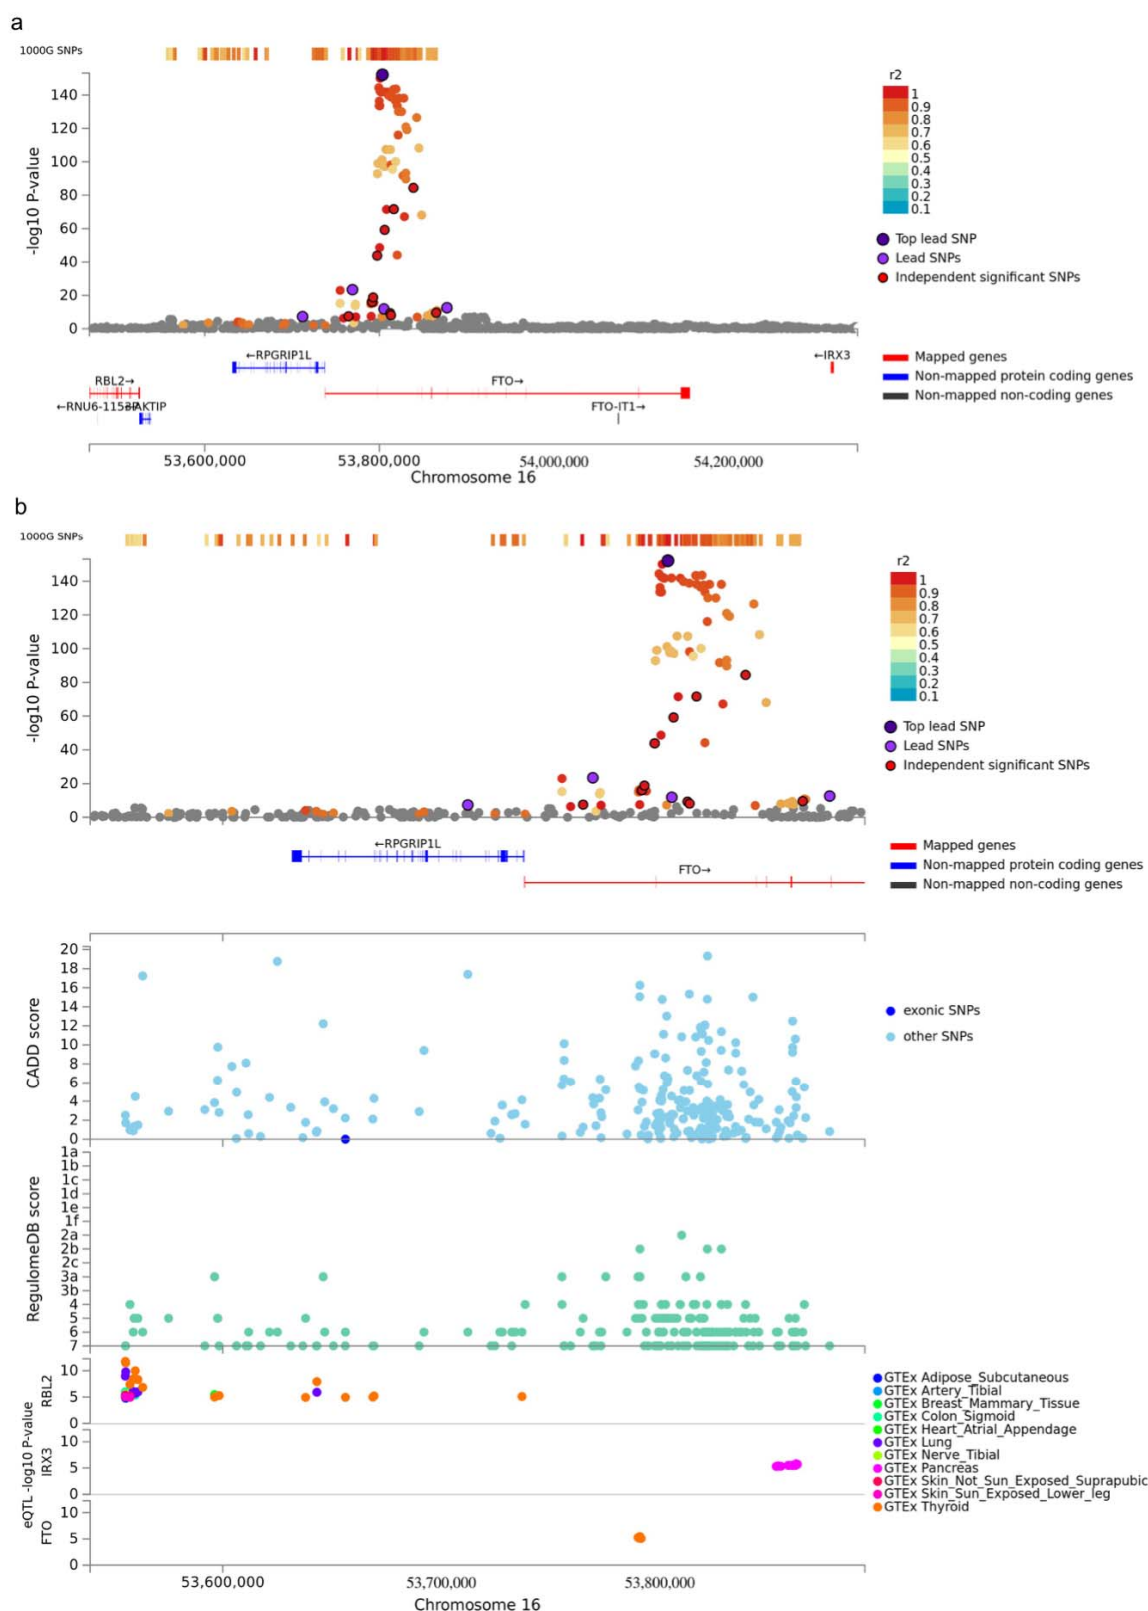 a
1000G SNPs
140
120
100
80
60
40
20
0
-log10 P-value
r2
1
0.9
0.8
0.7
0.6
0.5
0.4
0.3
0.2
0.1
Top lead SNP
Lead SNPs
Independent significant SNPs
←RPGRIP1L
←IRX3
RBL2→
FTO→
FTO-IT1→
Mapped genes
Non-mapped protein coding genes
Non-mapped non-coding genes
53,600,000
53,800,000
54,000,000
54,200,000
Chromosome 16
b
1000G SNPs
140
120
100
80
60
40
20
0
-log10 P-value
r2
1
0.9
0.8
0.7
0.6
0.5
0.4
0.3
0.2
0.1
Top lead SNP
Lead SNPs
Independent significant SNPs
←RPGRIP1L
FTO→
Mapped genes
Non-mapped protein coding genes
Non-mapped non-coding genes
20
18
16
14
12
10
8
6
4
2
0
CADD score
exonic SNPs
other SNPs
1a
1b
1c
1d
1e
1f
2a
2b
2c
3a
3b
4
5
6
7
RegulomeDB score
10
5
0
RBL2
10
5
0
IRX3
10
5
0
FTO
eQTL -log10 P-value
GTEx Adipose_Subcutaneous
GTEx Artery_Tibial
GTEx Breast_Mammary_Tissue
GTEx Colon_Sigmoid
GTEx Heart_Atrial_Appendage
GTEx Lung
GTEx Nerve_Tibial
GTEx Pancreas
GTEx Skin_Not_Sun_Exposed_Suprapubic
GTEx Skin_Sun_Exposed_Lower_leg
GTEx Thyroid
53,600,000
53,700,000
53,800,000
Chromosome 16